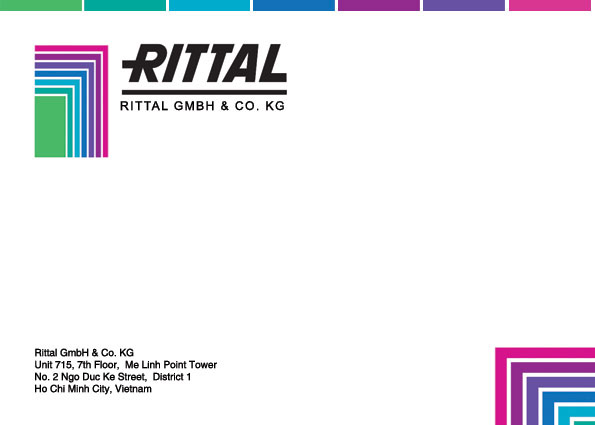 RITTAL
RITTAL GMBH & CO. KG
Rittal GmbH & Co. KG
Unit 715, 7th Floor, Me Linh Point Tower
No. 2 Ngo Duc Ke Street, District 1
Ho Chi Minh City, Vietnam